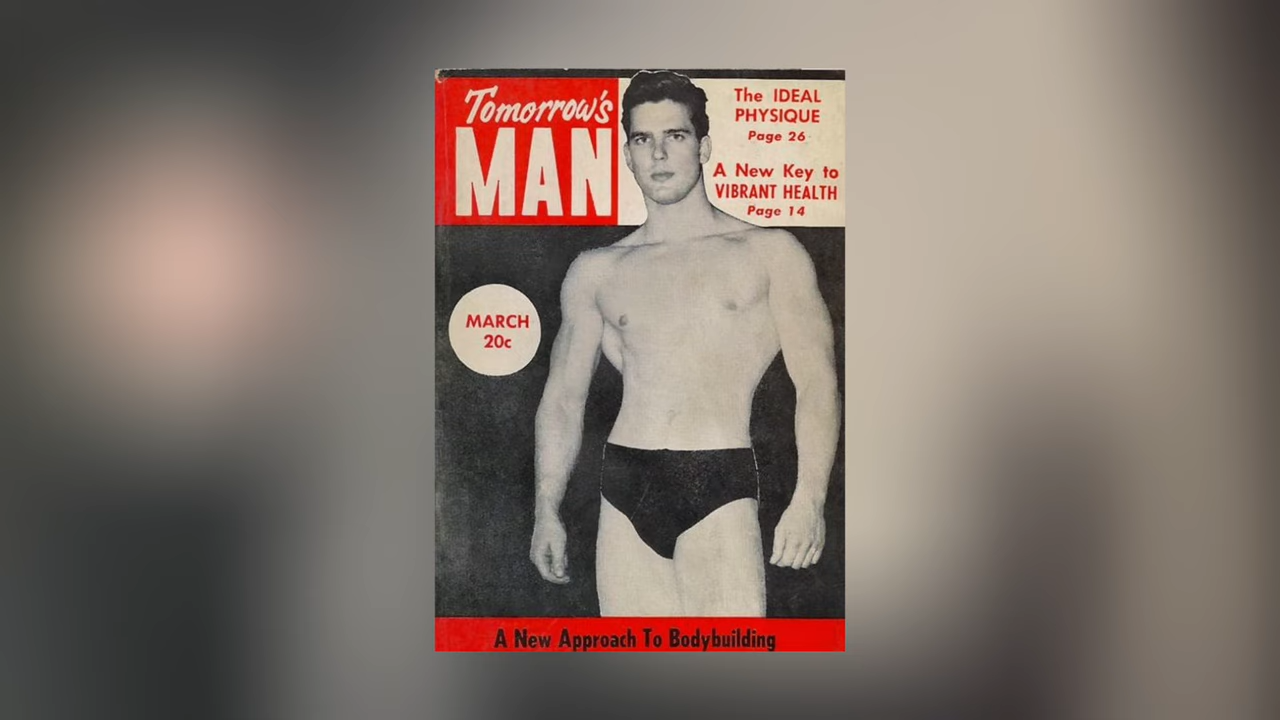 Tomorrow's
MAN
The IDEAL
PHYSIQUE
Page 26
A New Key to
VIBRANT HEALTH
Page 14
MARCH
20c
A New Approach To Bodybuilding